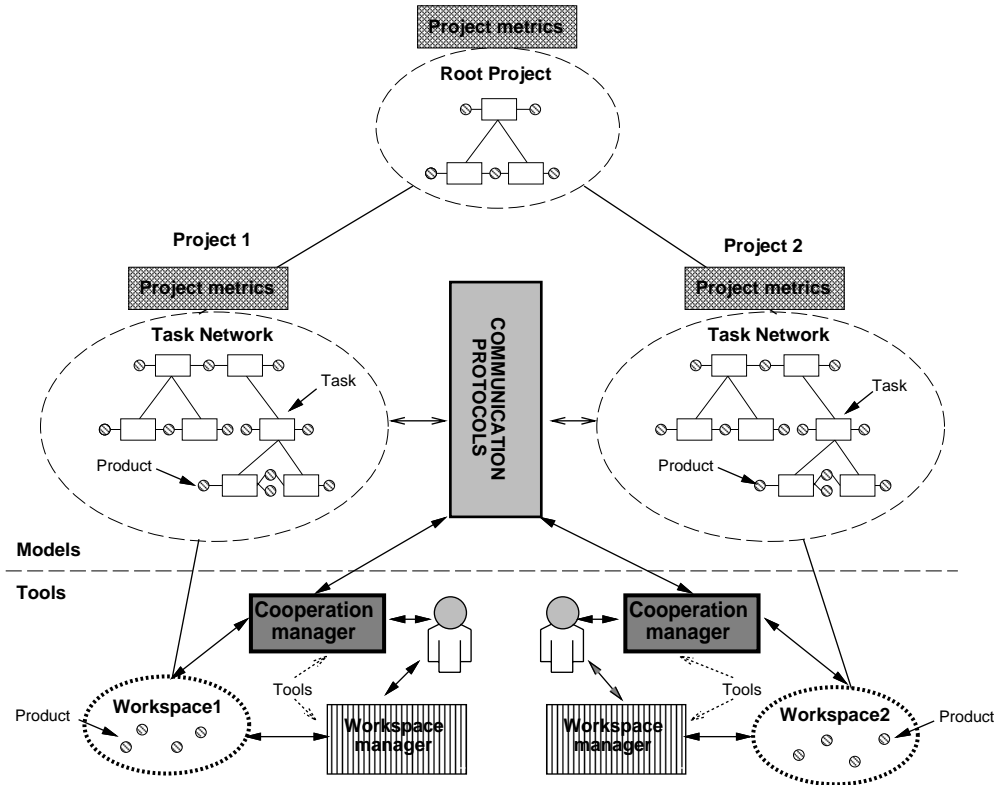 Project metrics
Root Project
Project 1
Project 2
Project metrics
Project metrics
Task Network
Task Network
COMMUNICATION
PROTOCOLS
Task
Task
Product
Product
Models
Tools
Cooperation
manager
Cooperation
manager
Tools
Tools
Workspace1
Workspace2
Product
Product
Workspace
manager
Workspace
manager